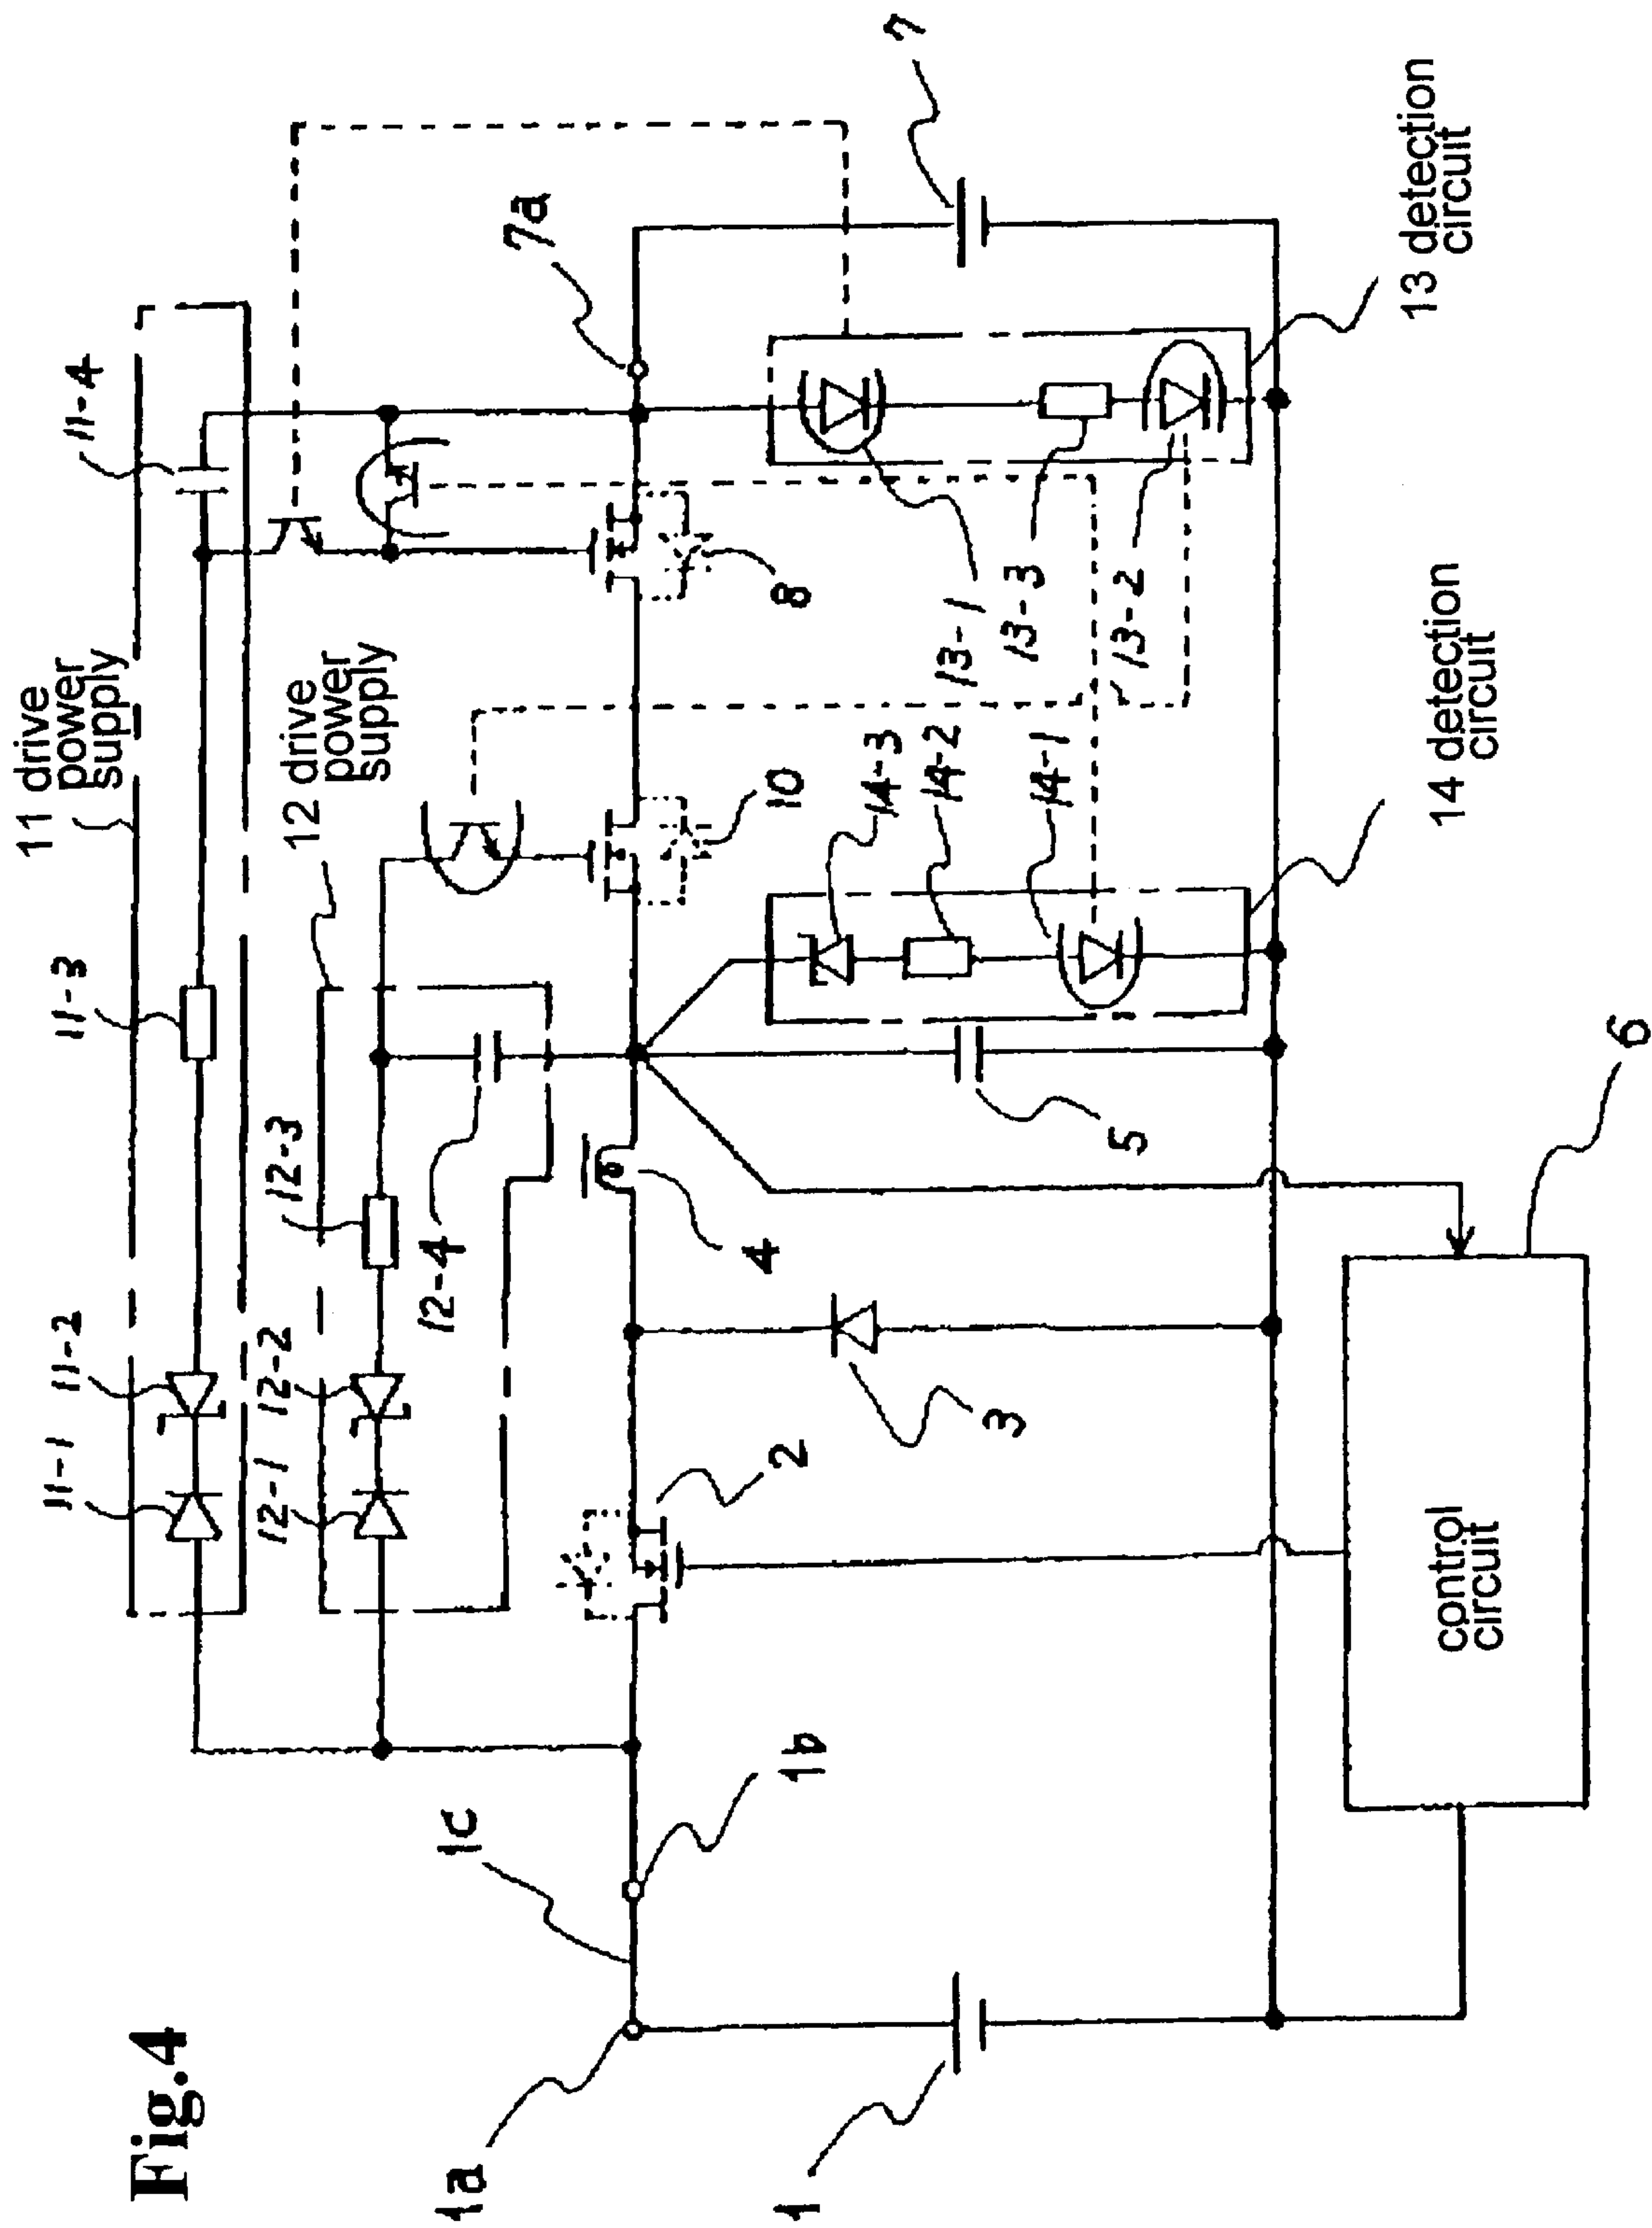 Fig.4
11 drive
power
supply
11-1
11-2
11-3
11-4
12 drive
power
supply
12-1
12-2
12-3
12-4
1a
1c
1b
1
2
3
4
5
10
8
7a
7
14-3
14-2
14-1
13-1
13-3
13-2
14 detection
circuit
13 detection
circuit
control
circuit
6